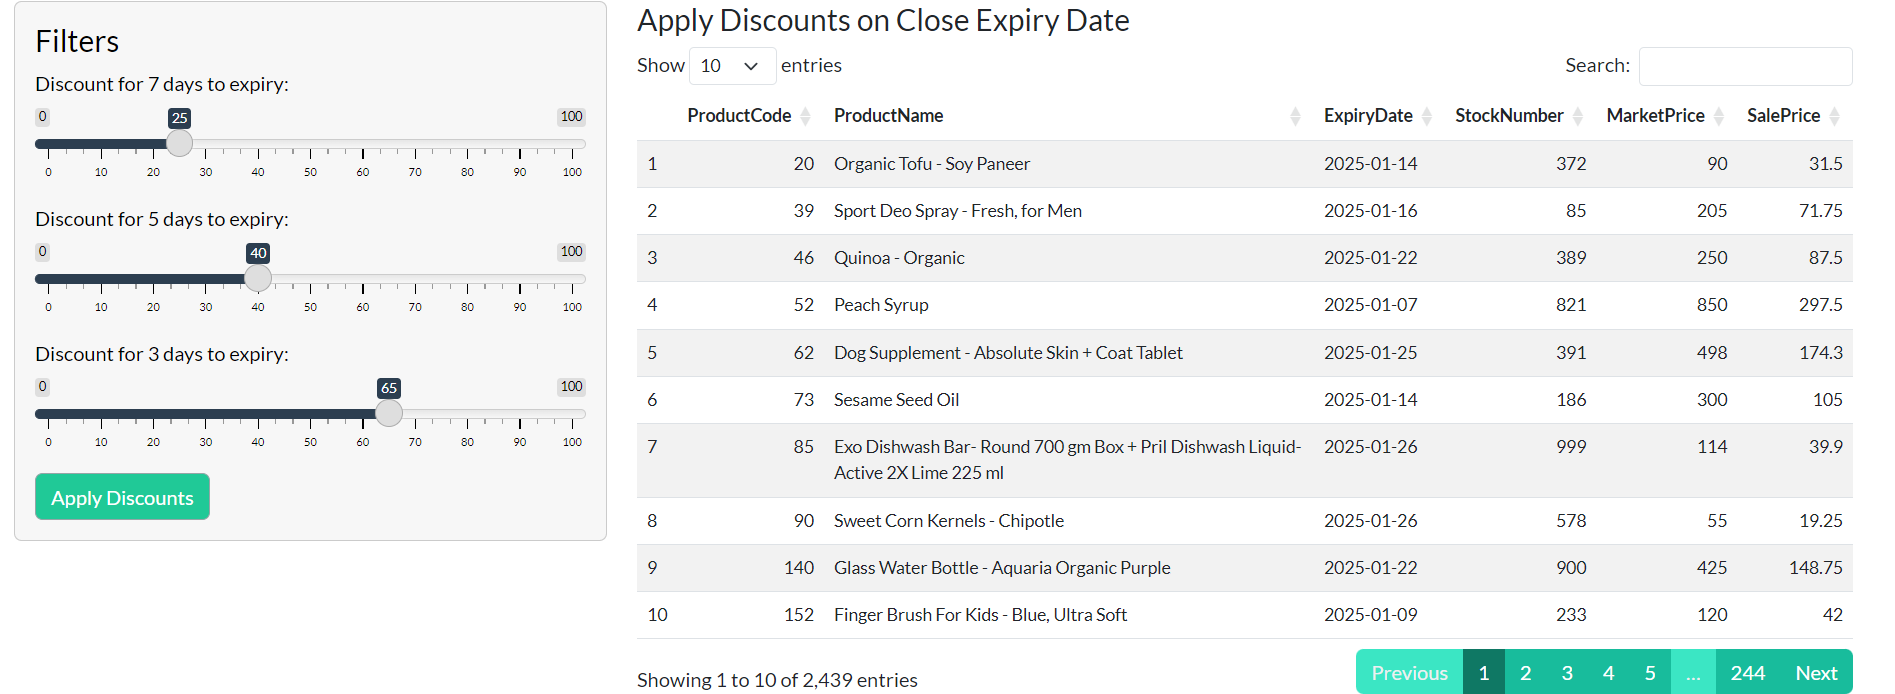 Filters
Discount for 7 days to expiry:
0 25 100
0 10 20 30 40 50 60 70 80 90 100
Discount for 5 days to expiry:
0 40 100
0 10 20 30 40 50 60 70 80 90 100
Discount for 3 days to expiry:
0 65 100
0 10 20 30 40 50 60 70 80 90 100
Apply Discounts
Apply Discounts on Close Expiry Date
Show 10 entries Search:
ProductCode ProductName ExpiryDate StockNumber MarketPrice SalePrice
1 20 Organic Tofu - Soy Paneer 2025-01-14 372 90 31.5
2 39 Sport Deo Spray - Fresh, for Men 2025-01-16 85 205 71.75
3 46 Quinoa - Organic 2025-01-22 389 250 87.5
4 52 Peach Syrup 2025-01-07 821 850 297.5
5 62 Dog Supplement - Absolute Skin + Coat Tablet 2025-01-25 391 498 174.3
6 73 Sesame Seed Oil 2025-01-14 186 300 105
7 85 Exo Dishwash Bar- Round 700 gm Box + Pril Dishwash Liquid- 2025-01-26 999 114 39.9
Active 2X Lime 225 ml
8 90 Sweet Corn Kernels - Chipotle 2025-01-26 578 55 19.25
9 140 Glass Water Bottle - Aquaria Organic Purple 2025-01-22 900 425 148.75
10 152 Finger Brush For Kids - Blue, Ultra Soft 2025-01-09 233 120 42
Showing 1 to 10 of 2,439 entries
Previous 1 2 3 4 5 ... 244 Next